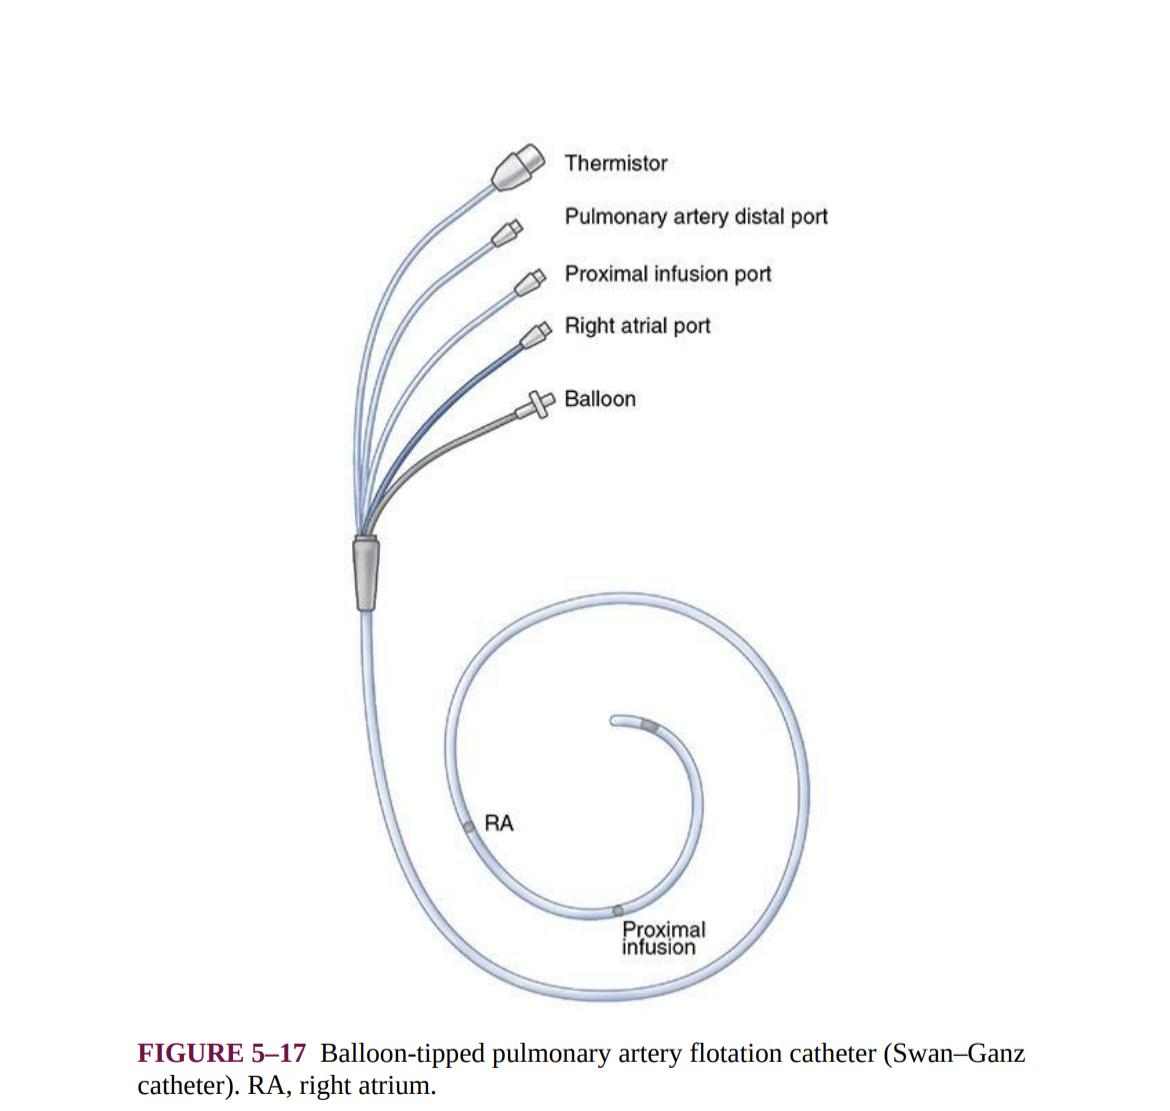 Thermistor
Pulmonary artery distal port
Proximal infusion port
Right atrial port
Balloon
RA
Proximal
infusion
FIGURE 5–17 Balloon-tipped pulmonary artery flotation catheter (Swan–Ganz
catheter). RA, right atrium.